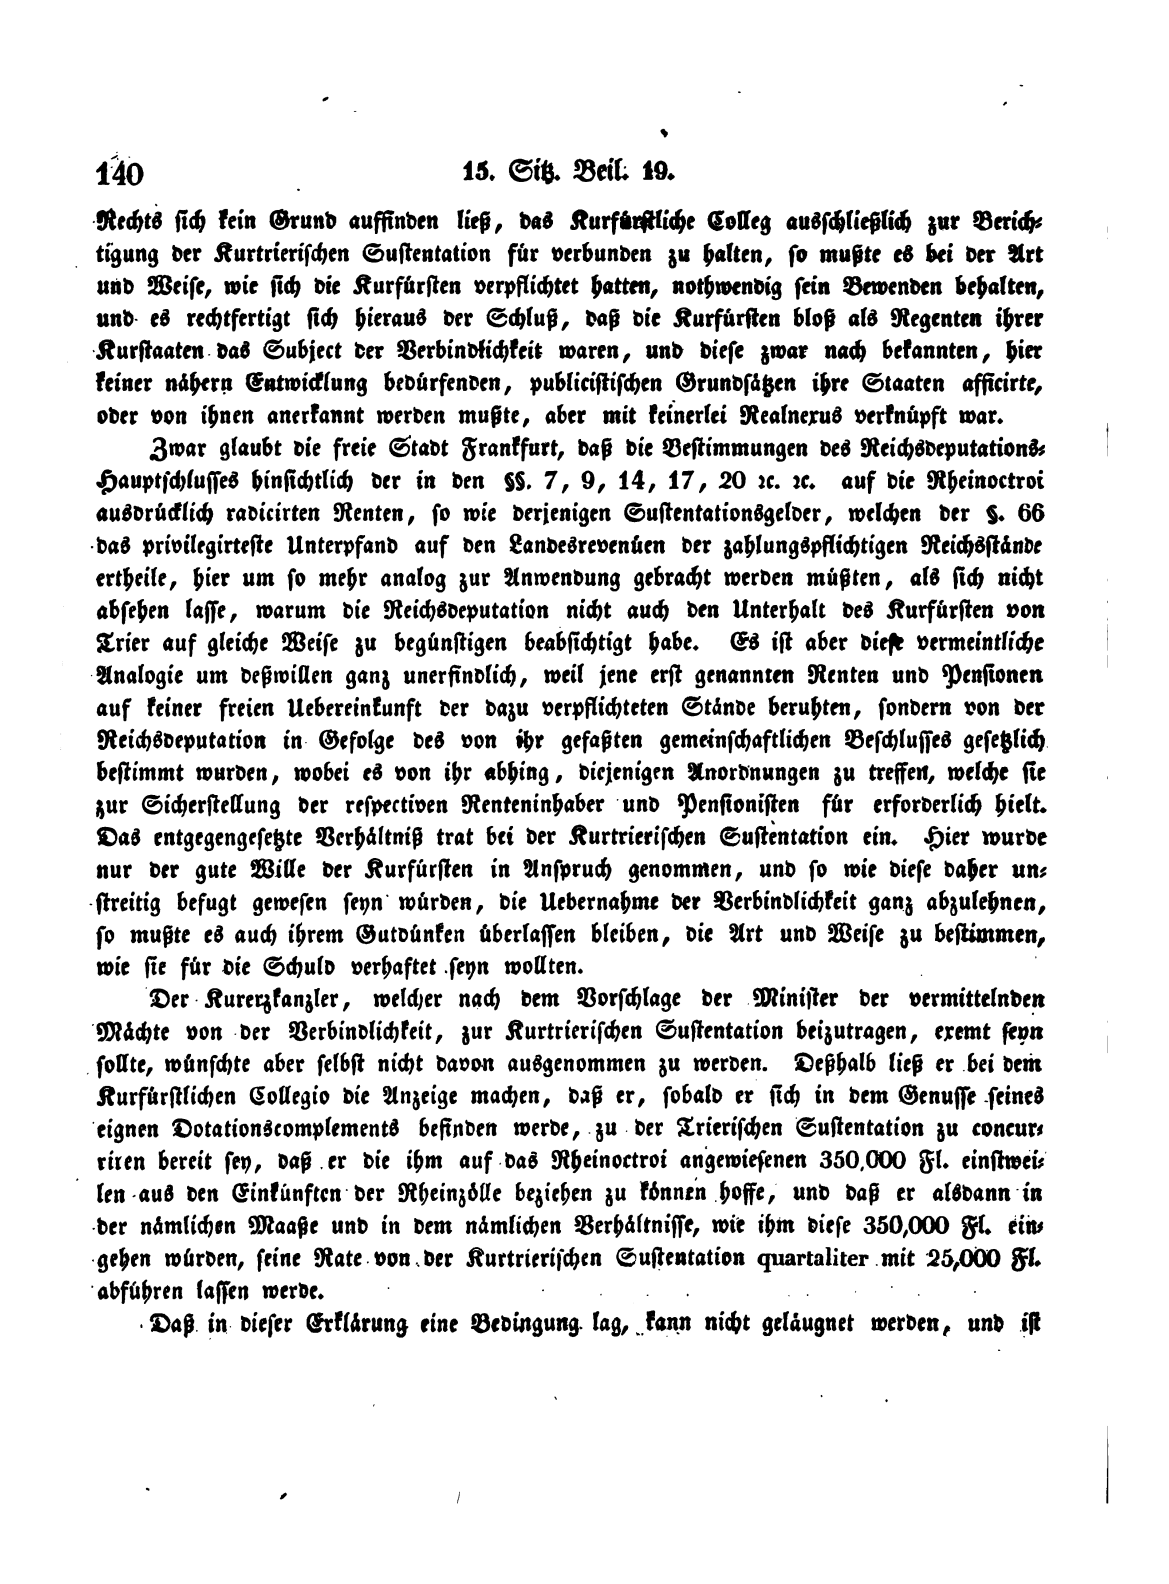 140 15. Sitz. Beil. 19.
Rechts sich kein Grund auffinden ließ, das Kurfürstliche Colleg ausschließlich zur Berich-
tigung der Kurtrierischen Sustentation für verbunden zu halten, so mußte es bei der Art
und Weise, wie sich die Kurfürsten verpflichtet hatten, nothwendig sein Bewenden behalten,
und es rechtfertigt sich hieraus der Schluß, daß die Kurfürsten bloß als Regenten ihrer
Kurstaaten das Subject der Verbindlichkeit waren, und diese zwar nach bekannten, hier
keiner nähern Entwicklung bedürfenden, publicistischen Grundsätzen ihre Staaten afficirte,
oder von ihnen anerkannt werden mußte, aber mit keinerlei Realnexus verknüpft war.
Zwar glaubt die freie Stadt Frankfurt, daß die Bestimmungen des Reichsdeputations-
Hauptschlusses hinsichtlich der in den §§. 7, 9, 14, 17, 20 ꝛc. ꝛc. auf die Rheinoctroi
ausdrücklich radicirten Renten, so wie derjenigen Sustentationsgelder, welchen der §. 66
das privilegirteste Unterpfand auf den Landesrevenüen der zahlungspflichtigen Reichsstände
ertheile, hier um so mehr analog zur Anwendung gebracht werden müßten, als sich nicht
absehen lasse, warum die Reichsdeputation nicht auch den Unterhalt des Kurfürsten von
Trier auf gleiche Weise zu begünstigen beabsichtigt habe. Es ist aber diese vermeintliche
Analogie um deßwillen ganz unerfindlich, weil jene erst genannten Renten und Pensionen
auf keiner freien Uebereinkunft der dazu verpflichteten Stände beruhten, sondern von der
Reichsdeputation in Gefolge des von ihr gefaßten gemeinschaftlichen Beschlusses gesetzlich
bestimmt wurden, wobei es von ihr abhing, diejenigen Anordnungen zu treffen, welche sie
zur Sicherstellung der respectiven Renteninhaber und Pensionisten für erforderlich hielt.
Das entgegengesetzte Verhältniß trat bei der Kurtrierischen Sustentation ein. Hier wurde
nur der gute Wille der Kurfürsten in Anspruch genommen, und so wie diese daher un-
streitig befugt gewesen seyn würden, die Uebernahme der Verbindlichkeit ganz abzulehnen,
so mußte es auch ihrem Gutdünken überlassen bleiben, die Art und Weise zu bestimmen,
wie sie für die Schuld verhaftet seyn wollten.
Der Kurerzkanzler, welcher nach dem Vorschlage der Minister der vermittelnden
Mächte von der Verbindlichkeit, zur Kurtrierischen Sustentation beizutragen, exemt seyn
sollte, wünschte aber selbst nicht davon ausgenommen zu werden. Deßhalb ließ er bei dem
Kurfürstlichen Collegio die Anzeige machen, daß er, sobald er sich in dem Genusse seines
eignen Dotationscomplements befinden werde, zu der Trierischen Sustentation zu concur-
riren bereit sey, daß er die ihm auf das Rheinoctroi angewiesenen 350,000 Fl. einstwei-
len aus den Einkünften der Rheinzölle beziehen zu können hoffe, und daß er alsdann in
der nämlichen Maaße und in dem nämlichen Verhältnisse, wie ihm diese 350,000 Fl. ein-
gehen würden, seine Rate von der Kurtrierischen Sustentation quartaliter mit 25,000 Fl.
abführen lassen werde.
Daß in dieser Erklärung eine Bedingung lag, kann nicht geläugnet werden, und ist